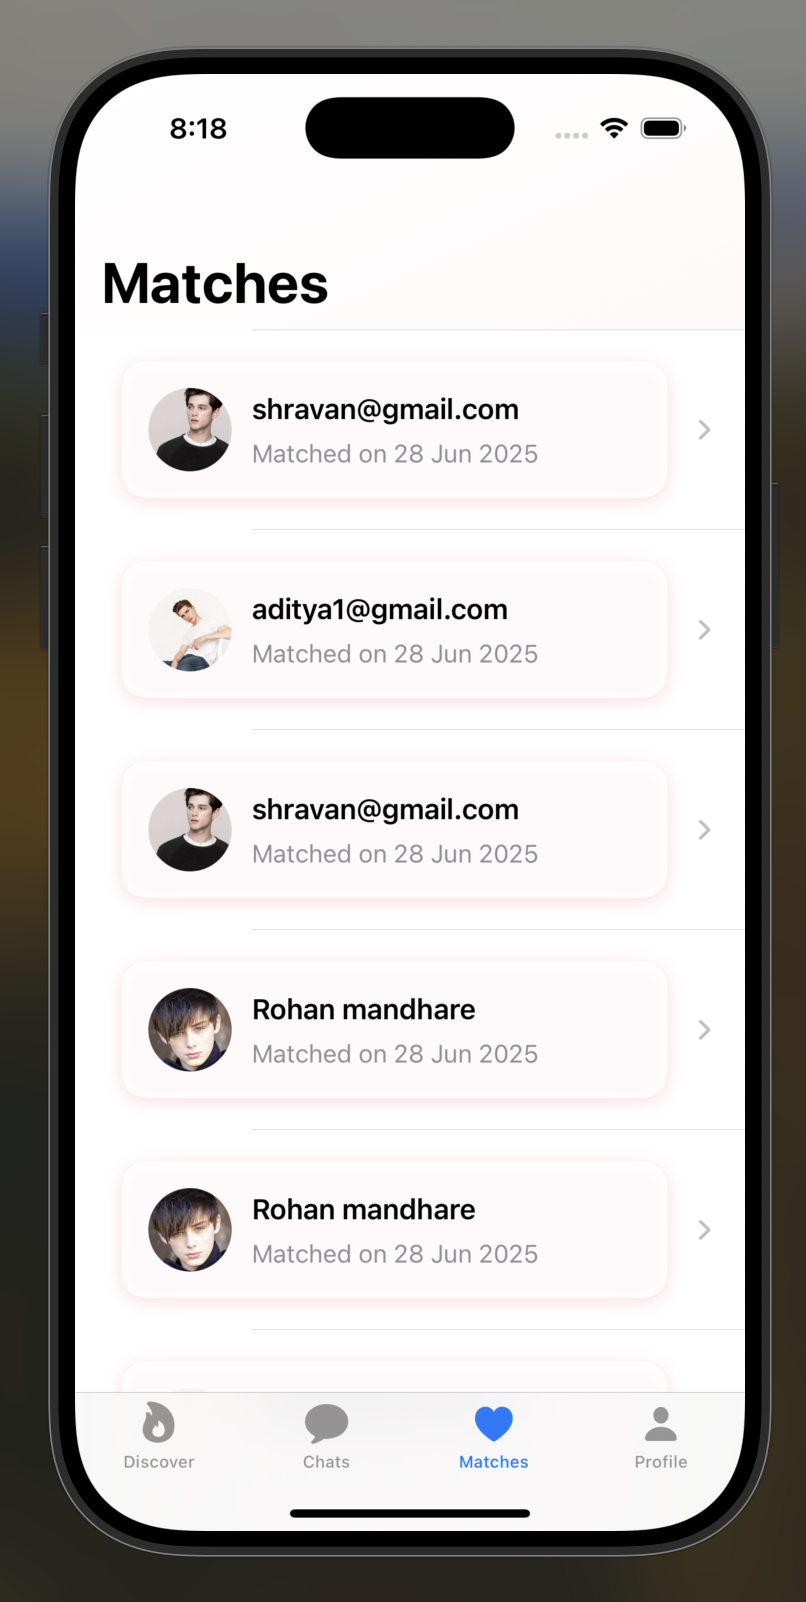 8:18
Matches
shravan@gmail.com
Matched on 28 Jun 2025
aditya1@gmail.com
Matched on 28 Jun 2025
shravan@gmail.com
Matched on 28 Jun 2025
Rohan mandhare
Matched on 28 Jun 2025
Rohan mandhare
Matched on 28 Jun 2025
Discover Chats Matches Profile